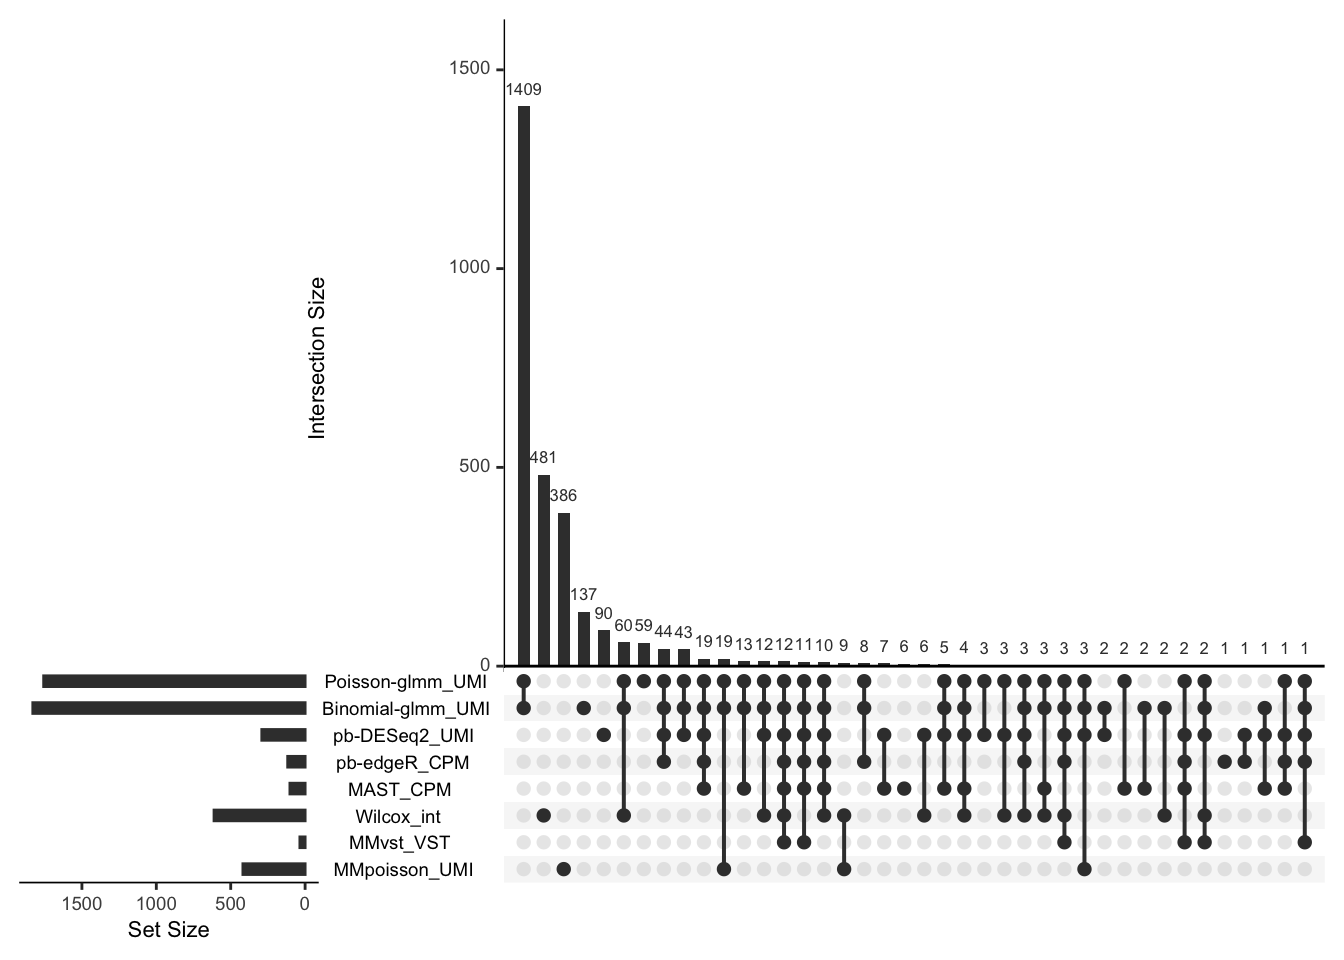 1500
1000
500
0
Intersection Size
1409
481
386
137
90
60 59
44 43
19 19 13 12 12 11 10 9 8 7 6 6 5 4 3 3 3 3 3 3 2 2 2 2 2 2 1 1 1 1 1
Poisson-glmm_UMI
Binomial-glmm_UMI
pb-DESeq2_UMI
pb-edgeR_CPM
MAST_CPM
Wilcox_int
MMvst_VST
MMpoisson_UMI
1500 1000 500 0
Set Size